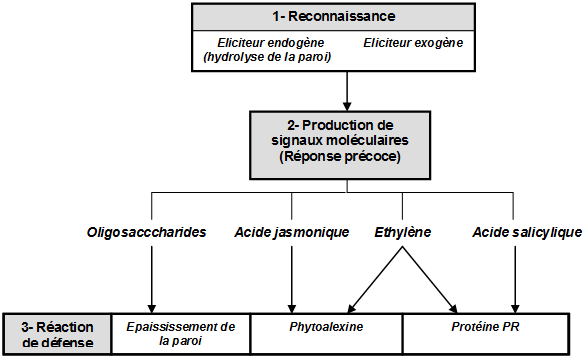 1- Reconnaissance
Eliciteur endogène
(hydrolyse de la paroi)
Eliciteur exogène
2- Production de
signaux moléculaires
(Réponse précoce)
Oligosacccharides
Acide jasmonique
Ethylène
Acide salicylique
3- Réaction
de défense
Epaississement de
la paroi
Phytoalexine
Protéine PR